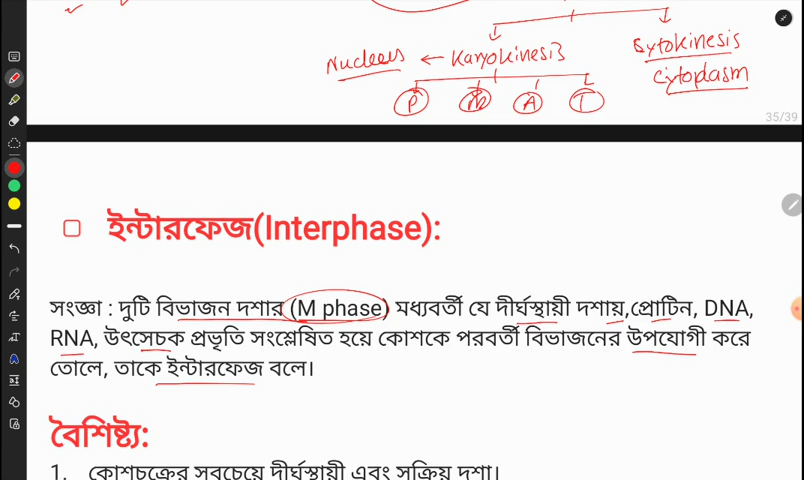 Nucleus ← Karyokinesis
Cytokinesis
Cytoplasm
P M A T
35/39
ইন্টারফেজ(Interphase):
সংজ্ঞা : দুটি বিভাজন দশার (M phase) মধ্যবর্তী যে দীর্ঘস্থায়ী দশায়,প্রোটিন, DNA,
RNA, উৎসেচক প্রভৃতি সংশ্লেষিত হয়ে কোশকে পরবর্তী বিভাজনের উপযোগী করে
তোলে, তাকে ইন্টারফেজ বলে।
বৈশিষ্ট্য:
1. কোশচক্রের সবচেয়ে দীর্ঘস্থায়ী এবং সক্রিয় দশা।